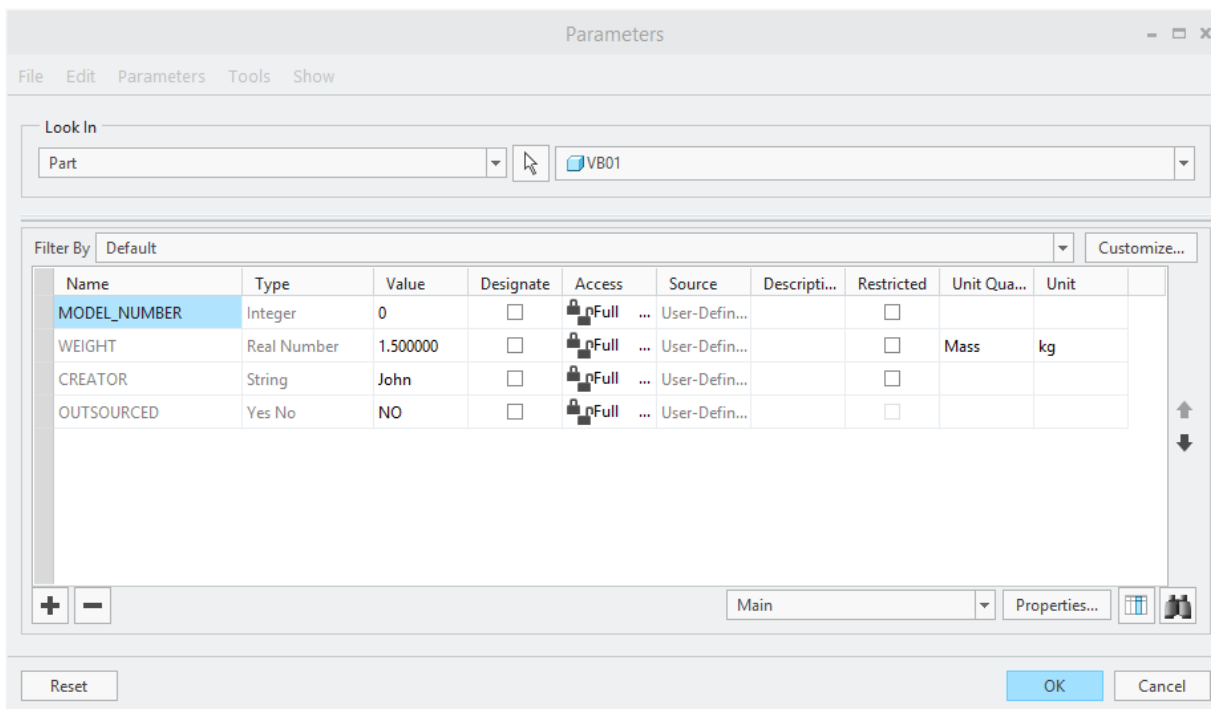 Parameters
File Edit Parameters Tools Show
Look In
Part VB01
Filter By Default Customize...
Name Type Value Designate Access Source Descripti... Restricted Unit Qua... Unit
MODEL_NUMBER Integer 0 Full ... User-Defin...
WEIGHT Real Number 1.500000 Full ... User-Defin... Mass kg
CREATOR String John Full ... User-Defin...
OUTSOURCED Yes No NO Full ... User-Defin...
Main Properties...
Reset OK Cancel